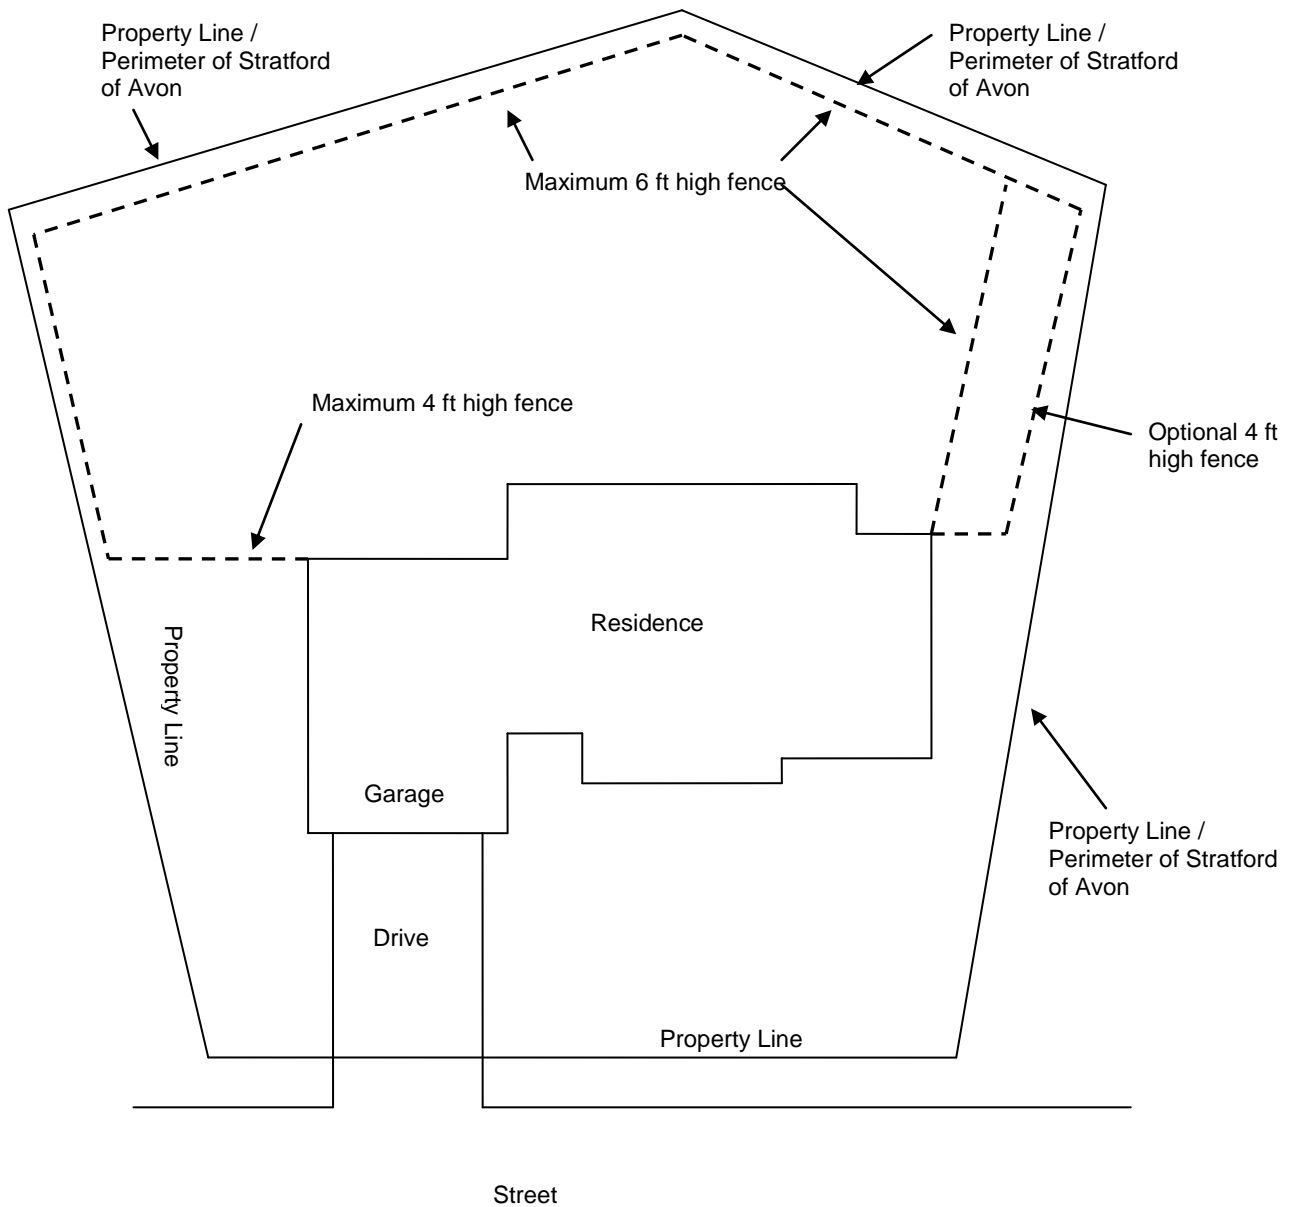 Property Line /
Perimeter of Stratford
of Avon
Property Line /
Perimeter of Stratford
of Avon
Maximum 6 ft high fence
Maximum 4 ft high fence
Optional 4 ft
high fence
Residence
Property Line
Garage
Property Line /
Perimeter of Stratford
of Avon
Drive
Property Line
Street